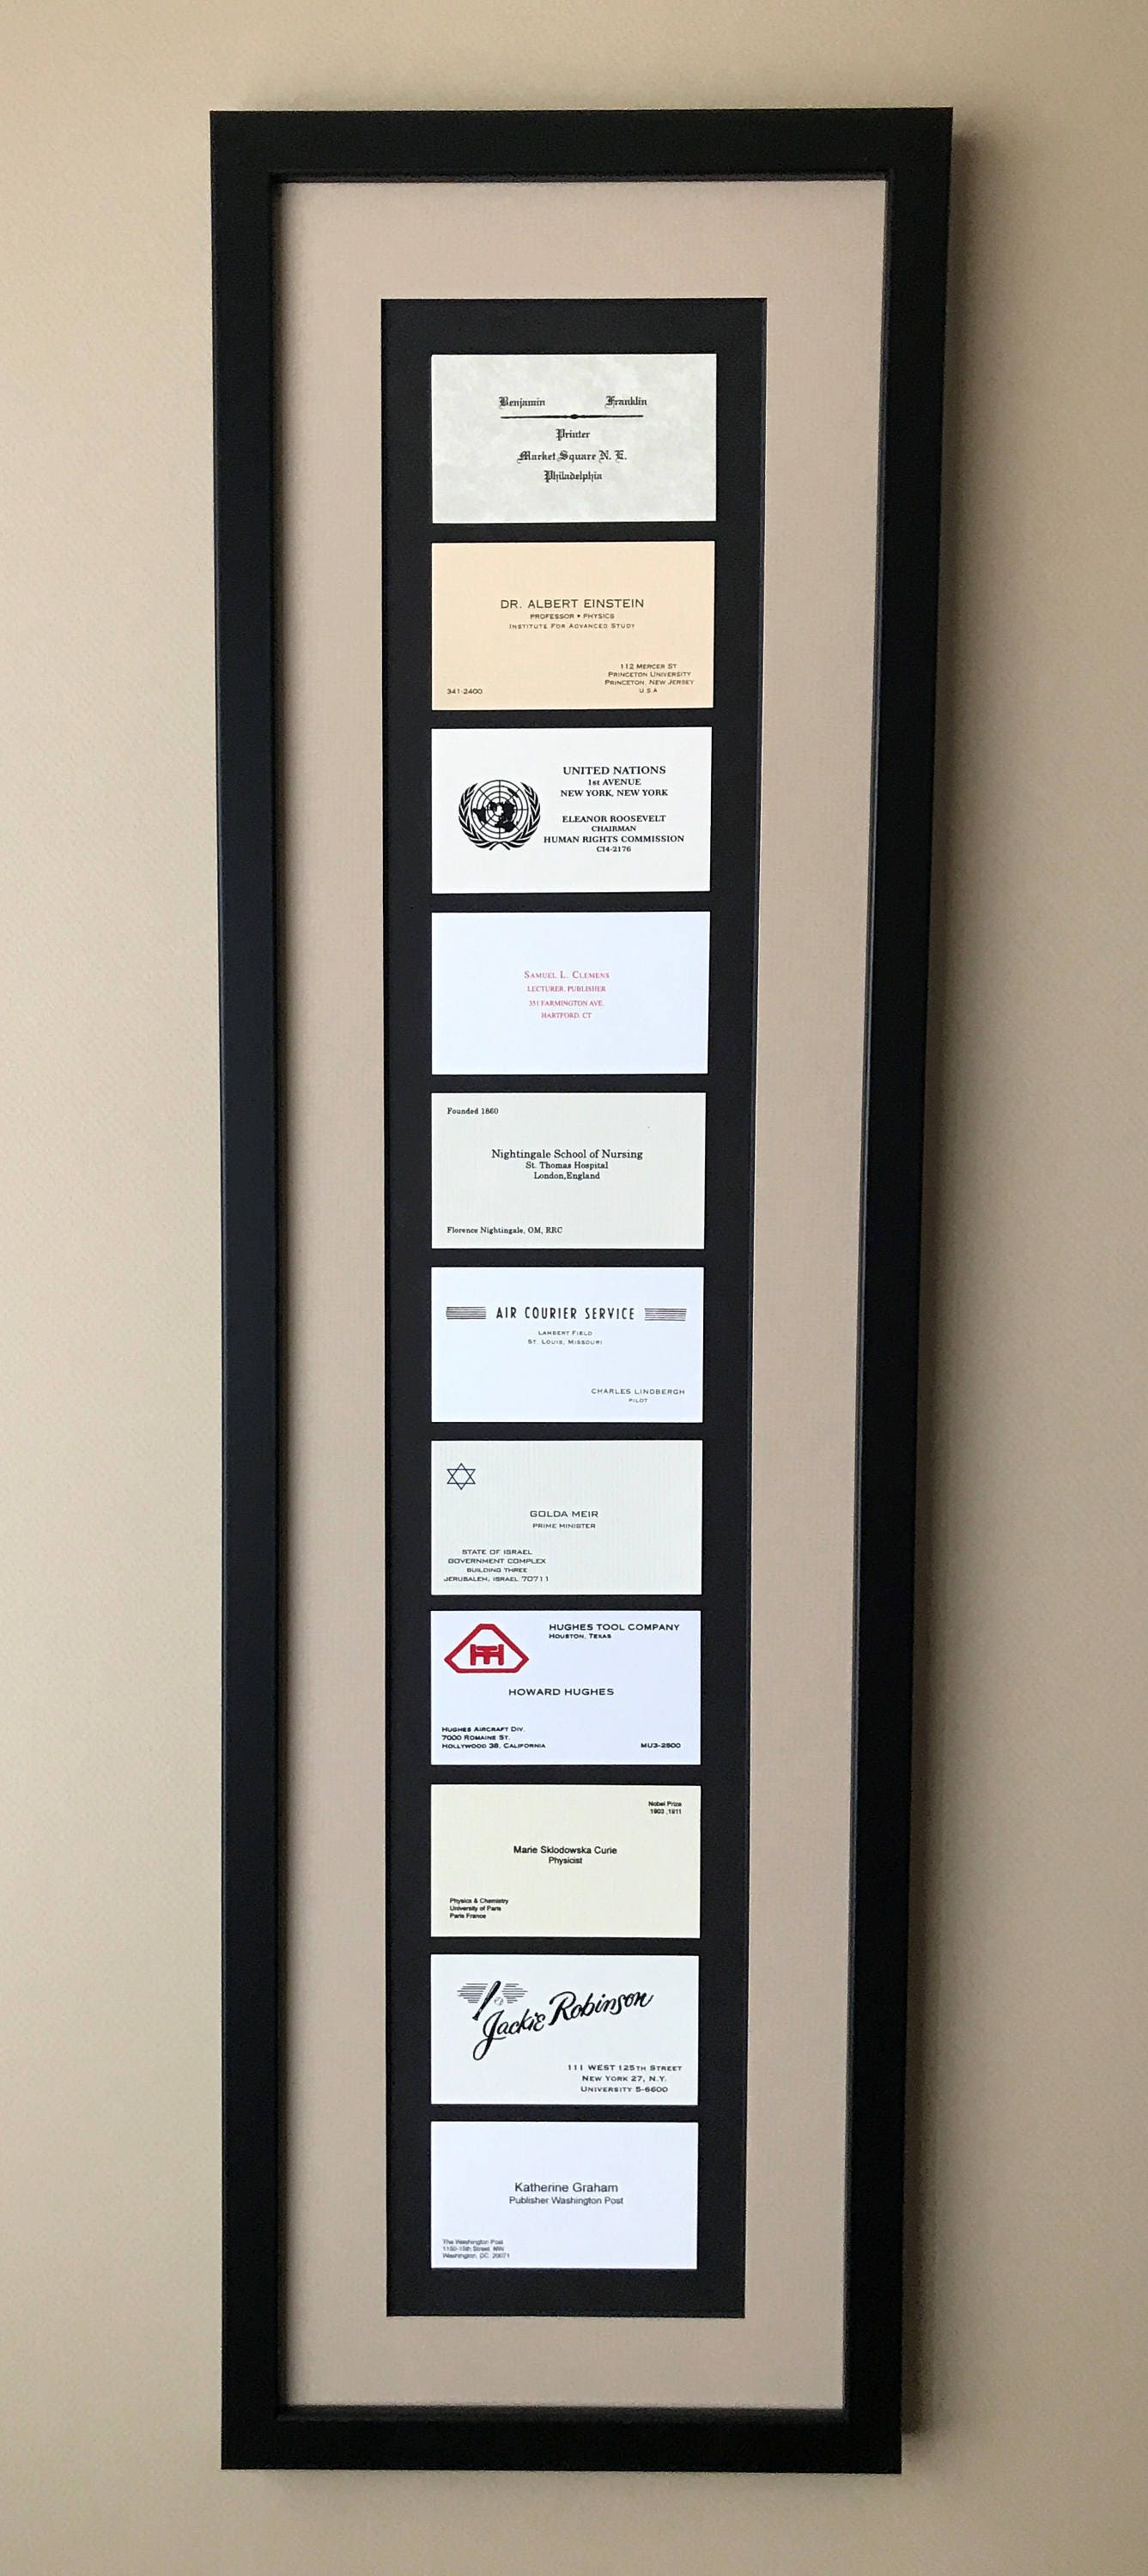 Benjamin Franklin
Printer
Market Square N. E.
Philadelphia
DR. ALBERT EINSTEIN
PROFESSOR • PHYSICS
INSTITUTE FOR ADVANCED STUDY
341-2400
112 MERCER ST
PRINCETON UNIVERSITY
PRINCETON, NEW JERSEY
U.S.A
UNITED NATIONS
1st AVENUE
NEW YORK, NEW YORK
ELEANOR ROOSEVELT
CHAIRMAN
HUMAN RIGHTS COMMISSION
CI4-2176
SAMUEL L. CLEMENS
LECTURER, PUBLISHER
351 FARMINGTON AVE.
HARTFORD, CT
Founded 1860
Nightingale School of Nursing
St. Thomas Hospital
London,England
Florence Nightingale, OM, RRC
AIR COURIER SERVICE
LAMBERT FIELD
ST. LOUIS, MISSOURI
CHARLES LINDBERGH
PILOT
GOLDA MEIR
PRIME MINISTER
STATE OF ISRAEL
GOVERNMENT COMPLEX
BUILDING THREE
JERUSALEM, ISRAEL 70711
HUGHES TOOL COMPANY
HOUSTON, TEXAS
HOWARD HUGHES
HUGHES AIRCRAFT DIV.
7000 ROMAINE ST.
HOLLYWOOD 38, CALIFORNIA
MU3-2500
Nobel Prize
1903 ,1911
Marie Sklodowska Curie
Physicist
Physics & Chemistry
University of Paris
Paris France
Jackie Robinson
111 WEST 125TH STREET
NEW YORK 27, N.Y.
UNIVERSITY 5-6600
Katherine Graham
Publisher Washington Post
The Washington Post
1150-15th Street NW
Washington, DC 20071